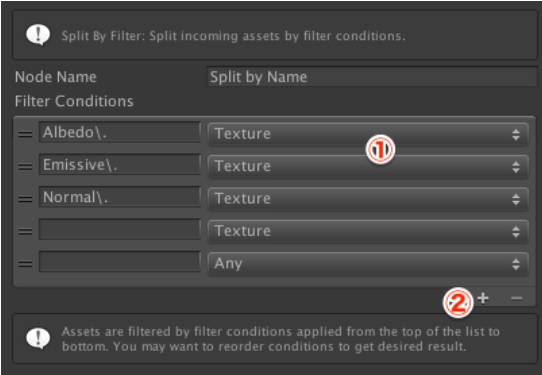 Split By Filter: Split incoming assets by filter conditions.
Node Name Split by Name
Filter Conditions
Albedo\. Texture
1
Emissive\. Texture
Normal\. Texture
Texture
Any
2 + −
Assets are filtered by filter conditions applied from the top of the list to
bottom. You may want to reorder conditions to get desired result.